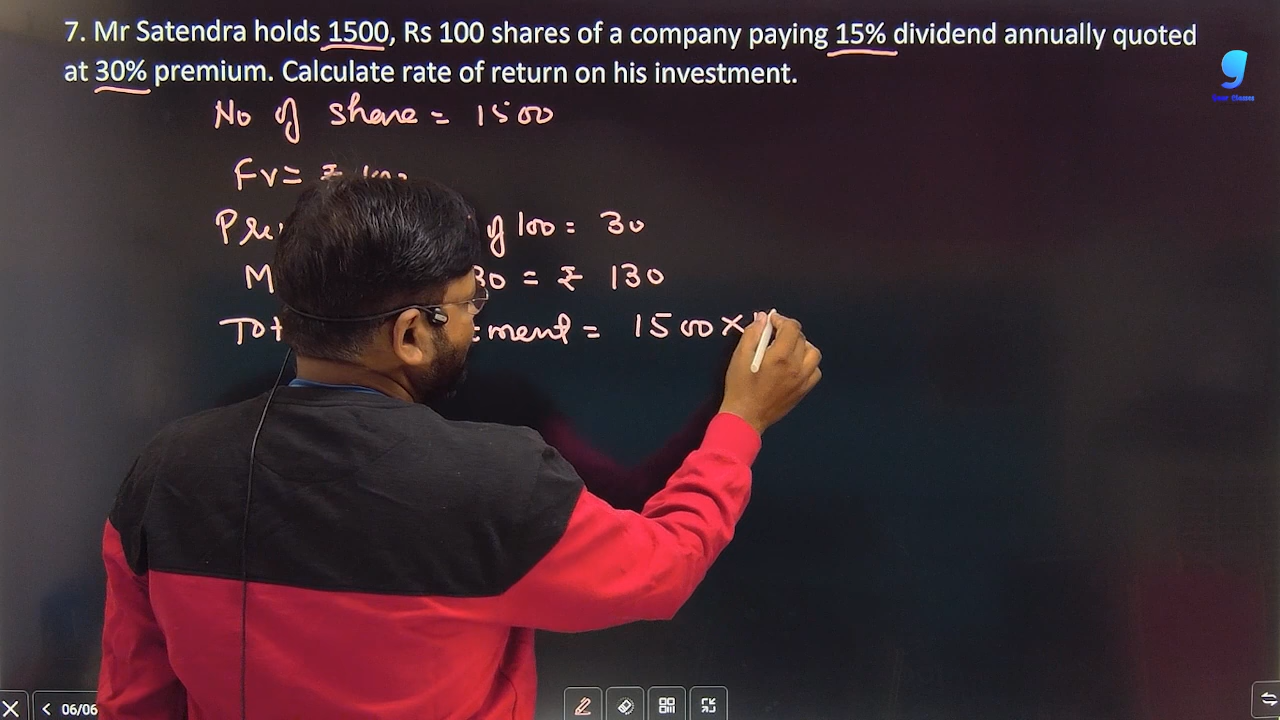 7. Mr Satendra holds 1500, Rs 100 shares of a company paying 15% dividend annually quoted
at 30% premium. Calculate rate of return on his investment.
No of share = 1500
Fv = ₹
of 100 = 30
30 = ₹ 130
= 1500 ×
06/06